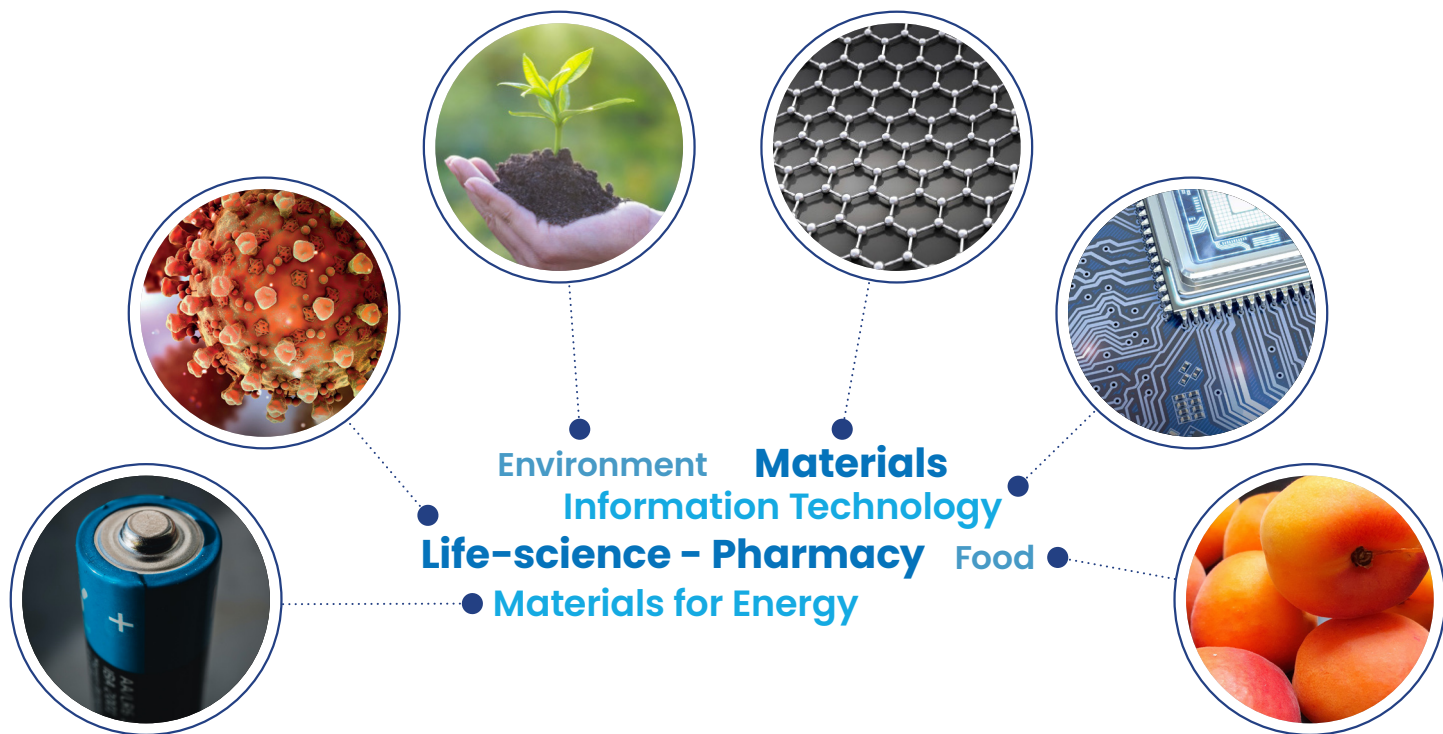 Environment
Materials
Information Technology
Life-science - Pharmacy
Food
Materials for Energy
+